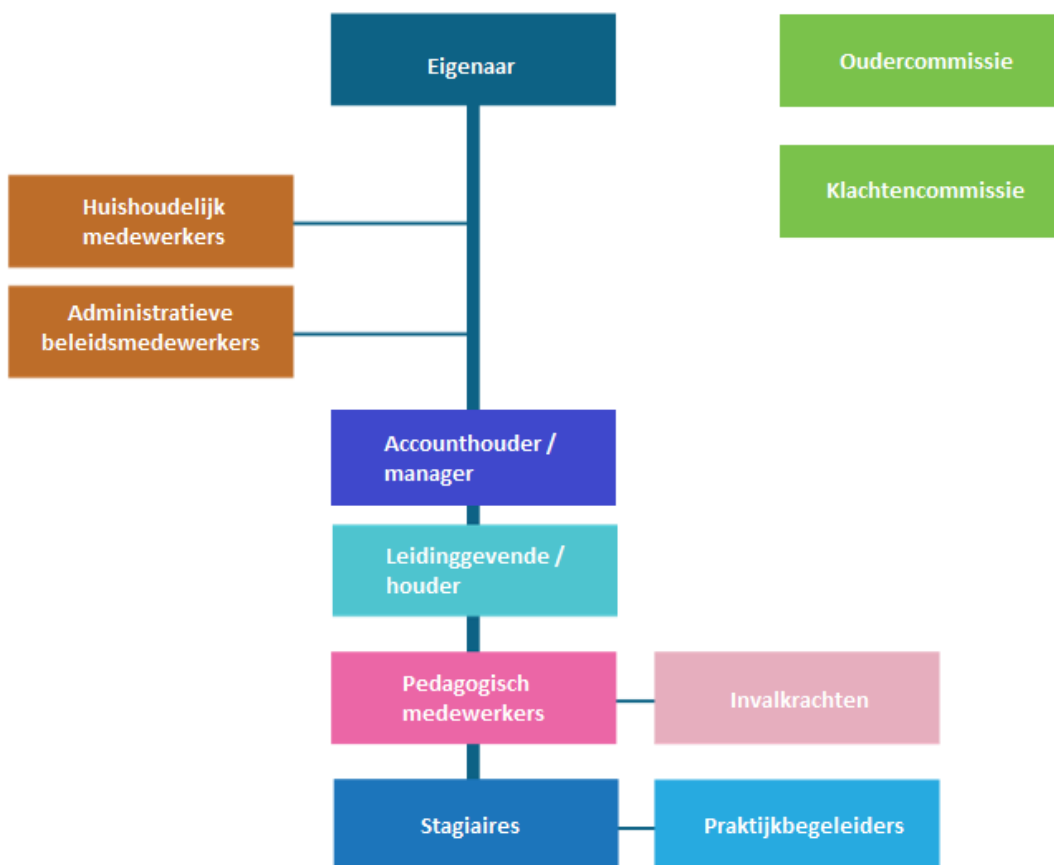 Eigenaar
Oudercommissie
Klachtencommissie
Huishoudelijk
medewerkers
Administratieve
beleidsmedewerkers
Accounthouder /
manager
Leidinggevende /
houder
Pedagogisch
medewerkers
Invalkrachten
Stagiaires
Praktijkbegeleiders